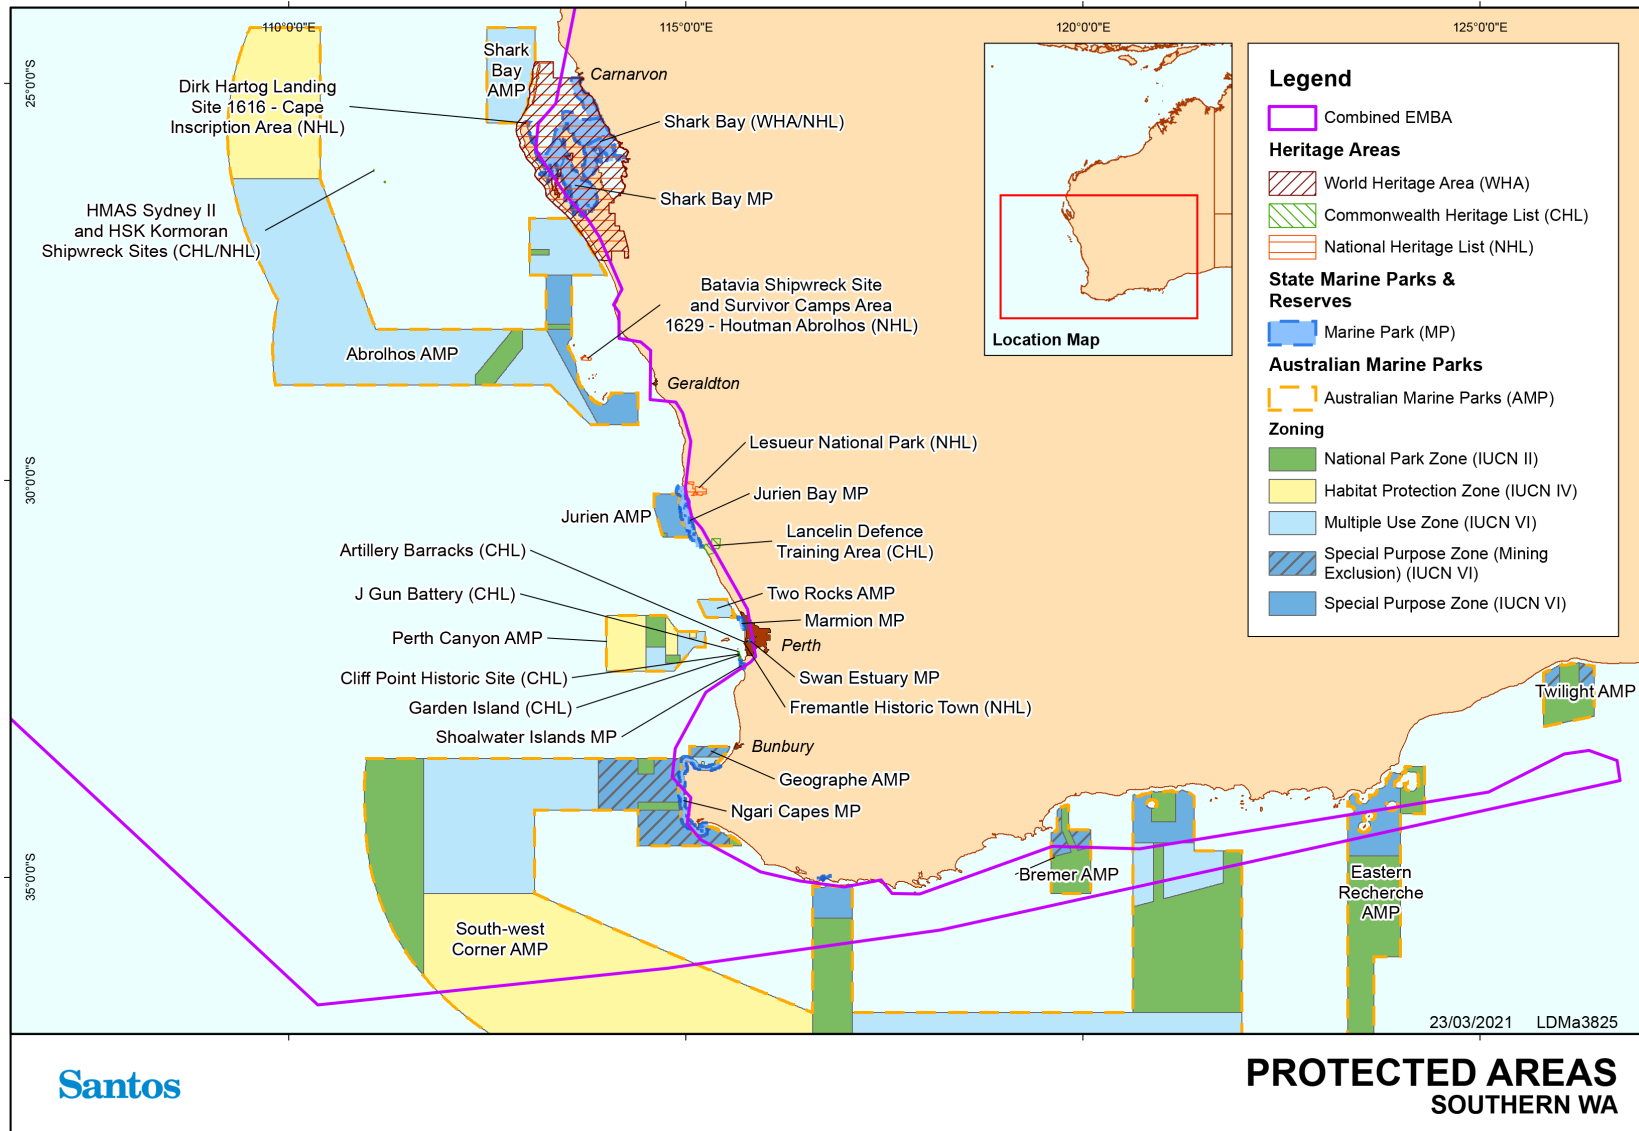 110°0'0"E
115°0'0"E
120°0'0"E
125°0'0"E
25°0'0"S
30°0'0"S
35°0'0"S
Shark
Bay
AMP
Carnarvon
Dirk Hartog Landing
Site 1616 - Cape
Inscription Area (NHL)
Shark Bay (WHA/NHL)
Shark Bay MP
HMAS Sydney II
and HSK Kormoran
Shipwreck Sites (CHL/NHL)
Batavia Shipwreck Site
and Survivor Camps Area
1629 - Houtman Abrolhos (NHL)
Abrolhos AMP
Geraldton
Lesueur National Park (NHL)
Jurien Bay MP
Jurien AMP
Lancelin Defence
Training Area (CHL)
Artillery Barracks (CHL)
J Gun Battery (CHL)
Two Rocks AMP
Marmion MP
Perth Canyon AMP
Perth
Cliff Point Historic Site (CHL)
Swan Estuary MP
Garden Island (CHL)
Fremantle Historic Town (NHL)
Shoalwater Islands MP
Bunbury
Geographe AMP
Ngari Capes MP
South-west
Corner AMP
Bremer AMP
Eastern
Recherche
AMP
Twilight AMP
Location Map
Legend
Combined EMBA
Heritage Areas
World Heritage Area (WHA)
Commonwealth Heritage List (CHL)
National Heritage List (NHL)
State Marine Parks &
Reserves
Marine Park (MP)
Australian Marine Parks
Australian Marine Parks (AMP)
Zoning
National Park Zone (IUCN II)
Habitat Protection Zone (IUCN IV)
Multiple Use Zone (IUCN VI)
Special Purpose Zone (Mining
Exclusion) (IUCN VI)
Special Purpose Zone (IUCN VI)
23/03/2021 LDMa3825
Santos
PROTECTED AREAS
SOUTHERN WA